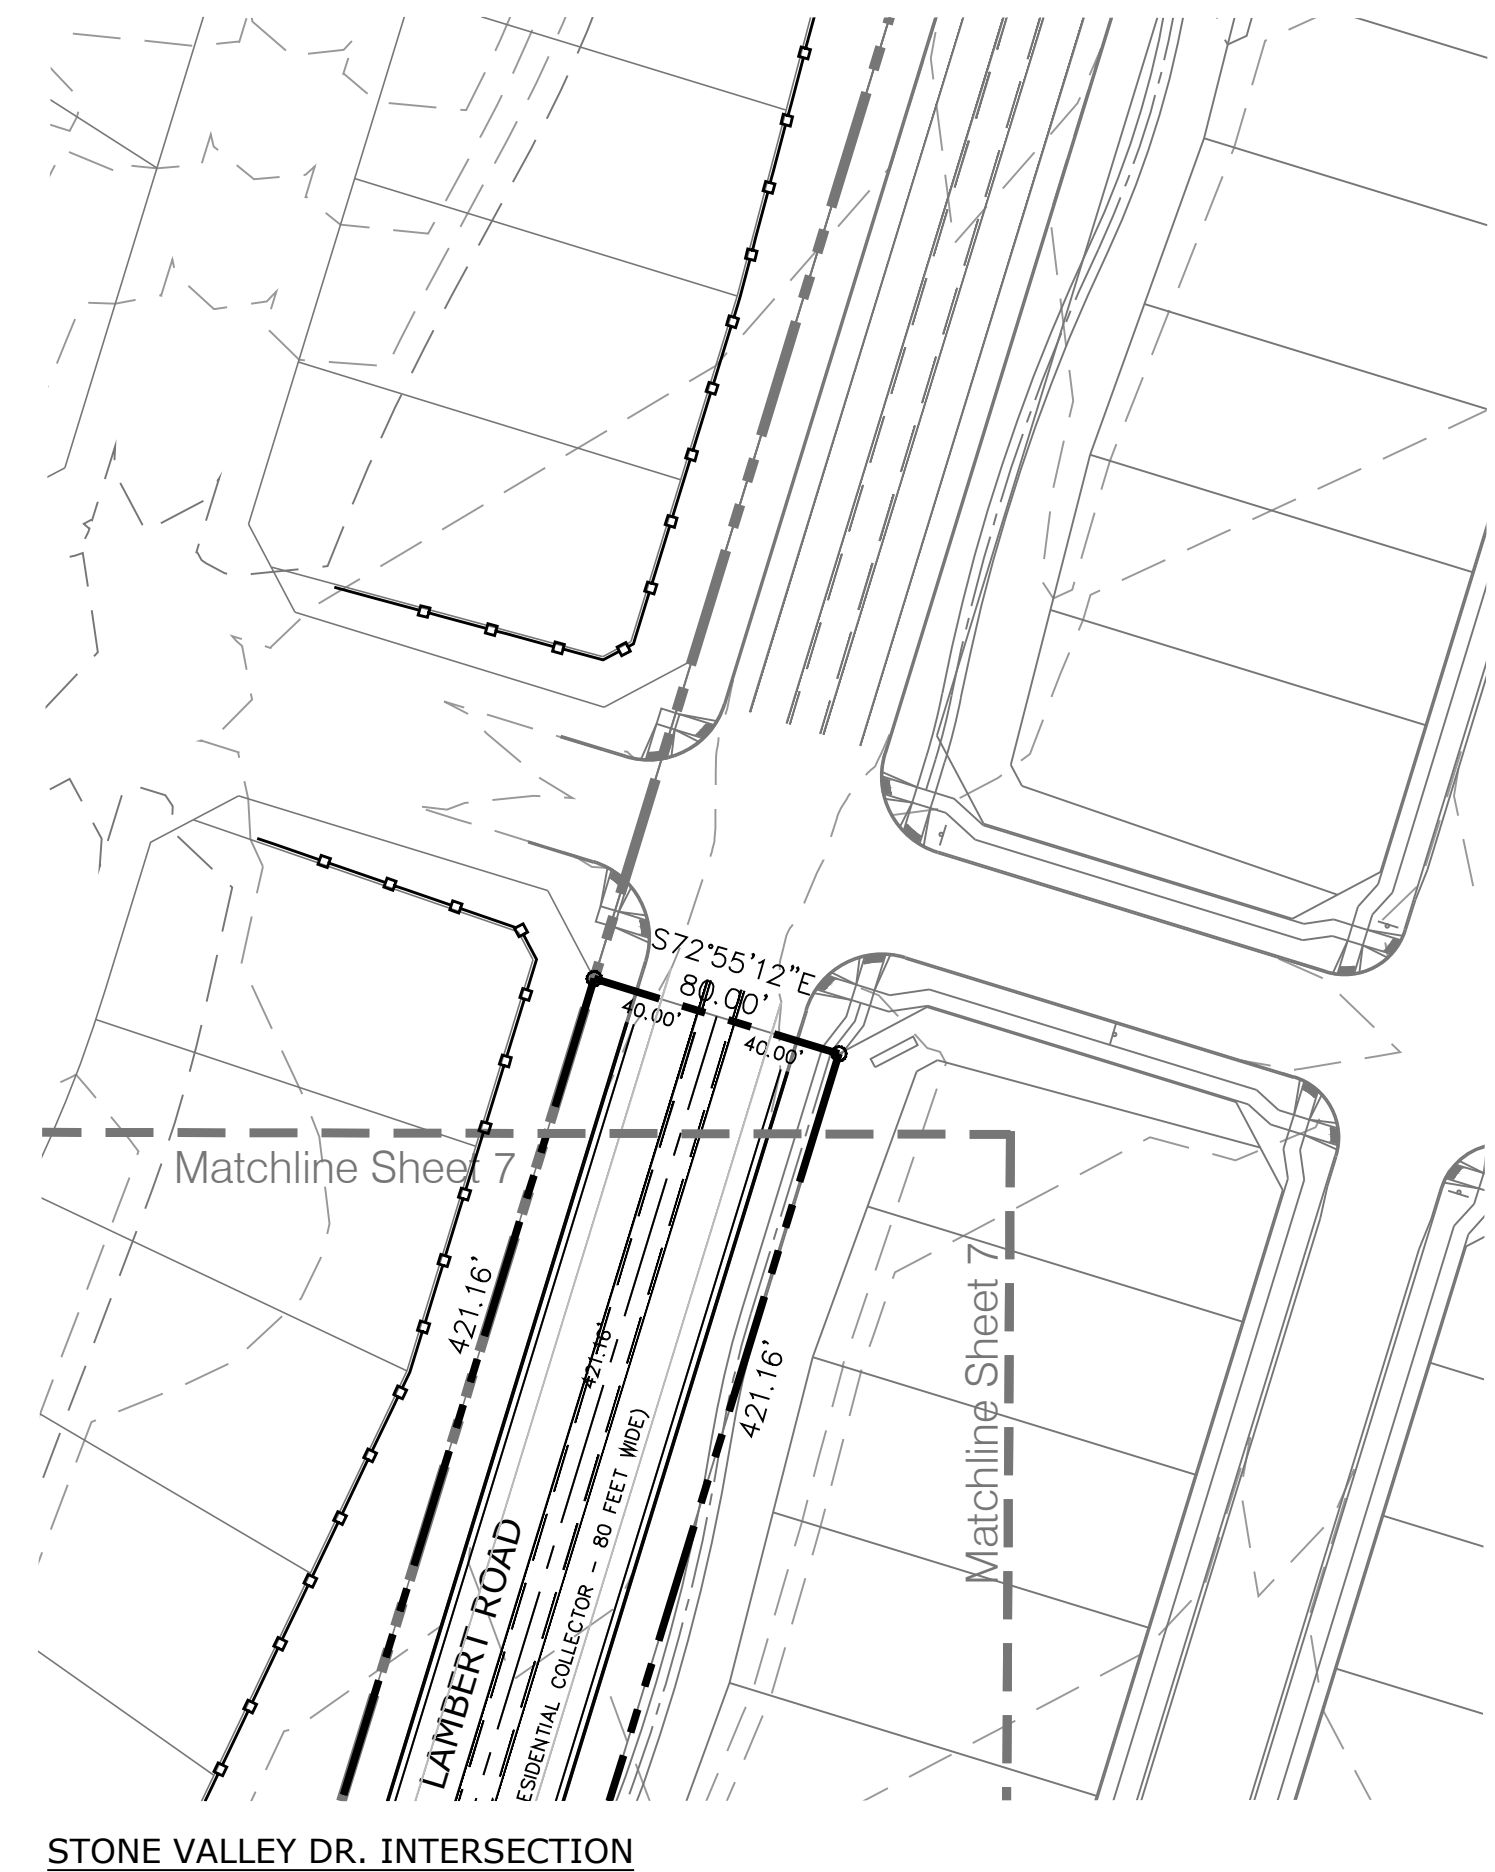 S72°55'12"E
80.00'
40.00'
40.00'
Matchline Sheet 7
421.16'
421.16'
421.16'
Matchline Sheet 7
LAMBERT ROAD
ESIDENTIAL COLLECTOR - 80 FEET WIDE)
STONE VALLEY DR. INTERSECTION